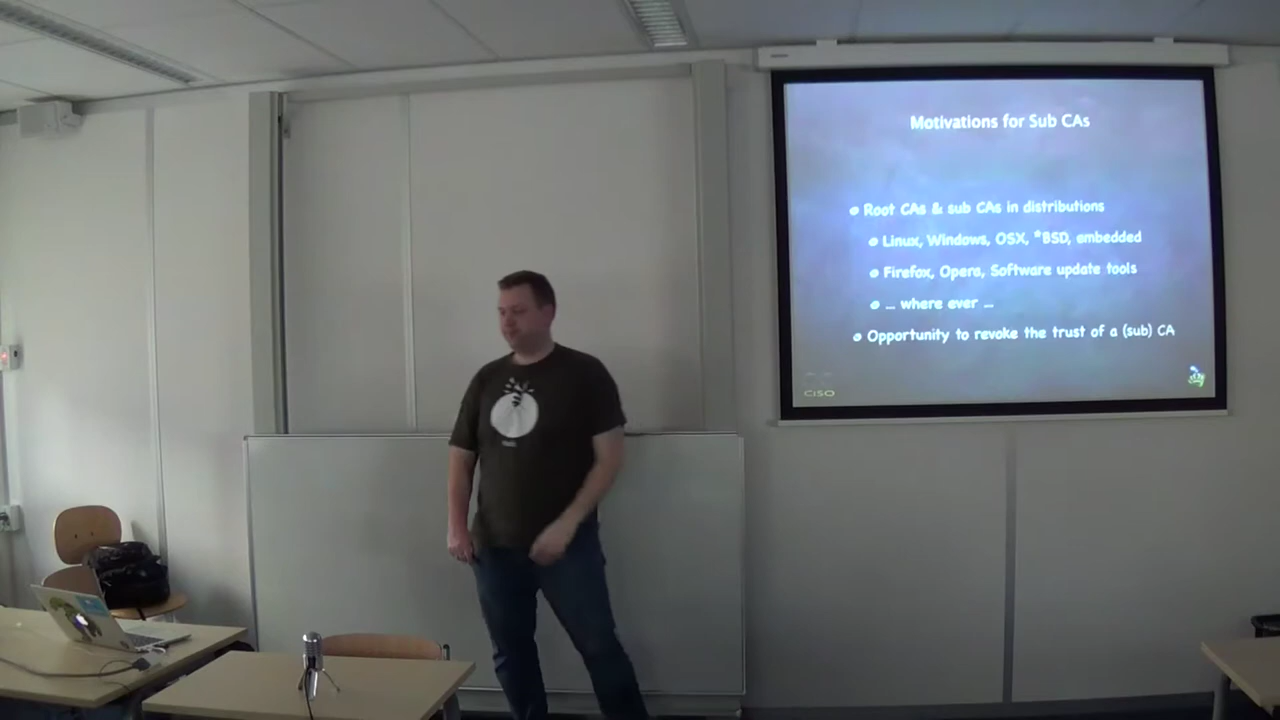 Motivations for Sub CAs
Root CAs & sub CAs in distributions
Linux, Windows, OSX, *BSD, embedded
Firefox, Opera, Software update tools
... where ever ...
Opportunity to revoke the trust of a (sub) CA
CISO